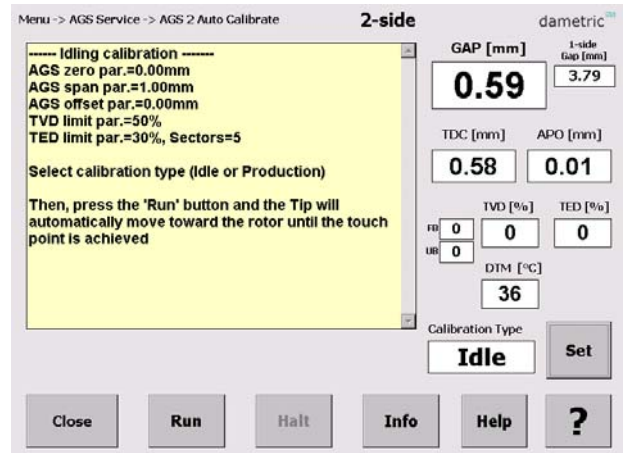 Menu -> AGS Service -> AGS 2 Auto Calibrate
2-side
dametric
------ Idling calibration -------
AGS zero par.=0.00mm
AGS span par.=1.00mm
AGS offset par.=0.00mm
TVD limit par.=50%
TED limit par.=30%, Sectors=5
Select calibration type (Idle or Production)
Then, press the 'Run' button and the Tip will
automatically move toward the rotor until the touch
point is achieved
GAP [mm]
1-side
Gap [mm]
0.59
3.79
TDC [mm]
APO [mm]
0.58
0.01
TVD [%]
TED [%]
FB 0
0
0
UB 0
DTM [°C]
36
Calibration Type
Idle
Set
Close
Run
Halt
Info
Help
?